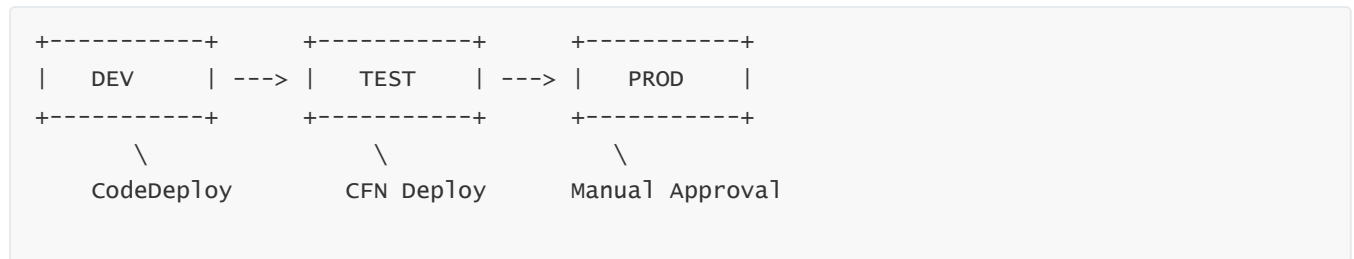 +-----------+      +-----------+      +-----------+
|   DEV     | ---> |   TEST    | ---> |   PROD    |
+-----------+      +-----------+      +-----------+
       \                \                \
    CodeDeploy        CFN Deploy      Manual Approval